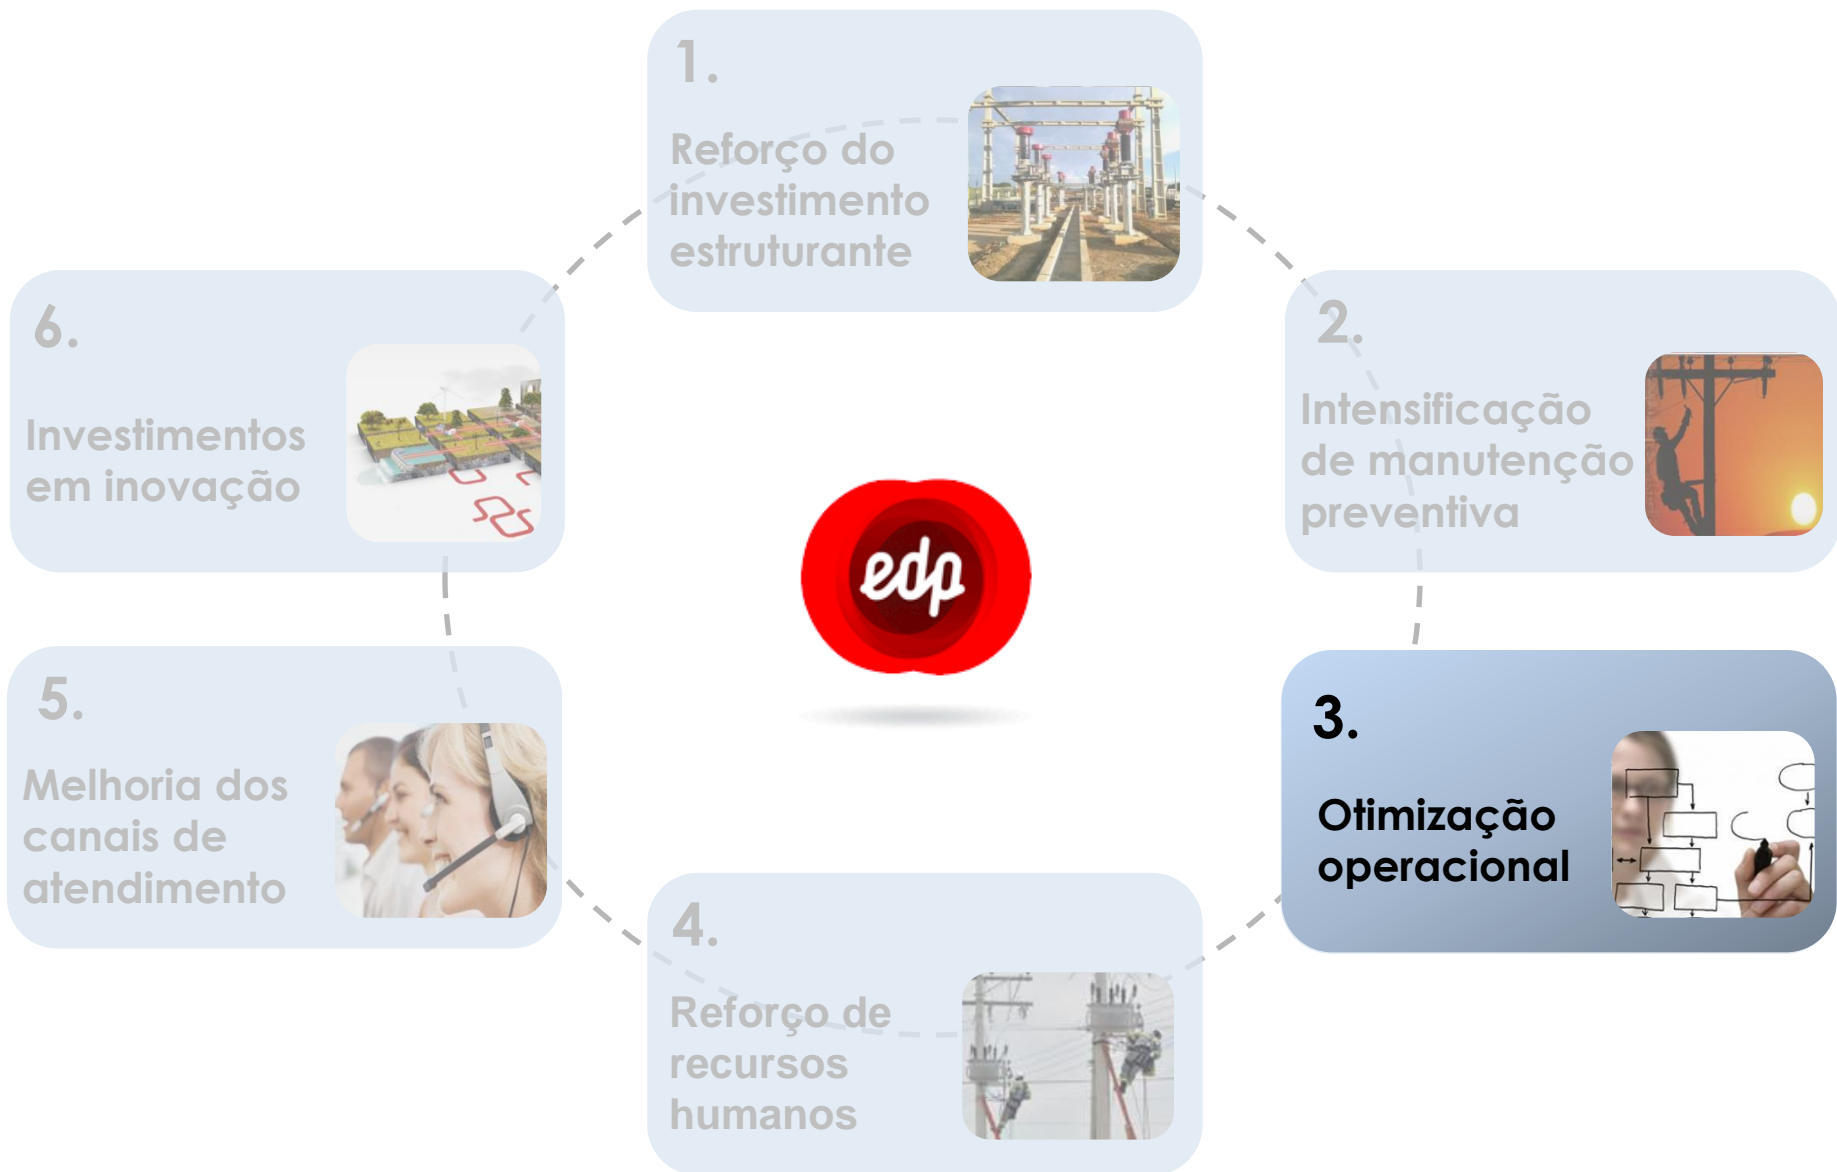 1.
Reforço do
investimento
estruturante
2.
Intensificação
de manutenção
preventiva
3.
Otimização
operacional
4.
Reforço de
recursos
humanos
5.
Melhoria dos
canais de
atendimento
6.
Investimentos
em inovação
edp